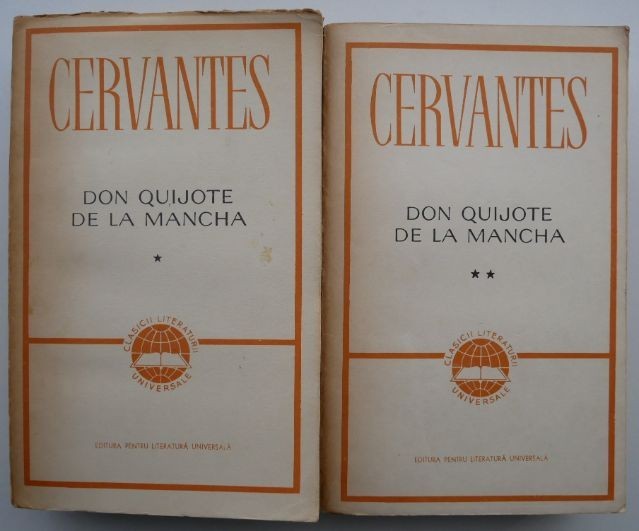 CERVANTES
DON QUIJOTE
DE LA MANCHA
★
CLASICII LITERATURII
UNIVERSALE
EDITURA PENTRU LITERATURĂ UNIVERSALĂ
CERVANTES
DON QUIJOTE
DE LA MANCHA
★★
CLASICII LITERATURII
UNIVERSALE
EDITURA PENTRU LITERATURĂ UNIVERSALĂ